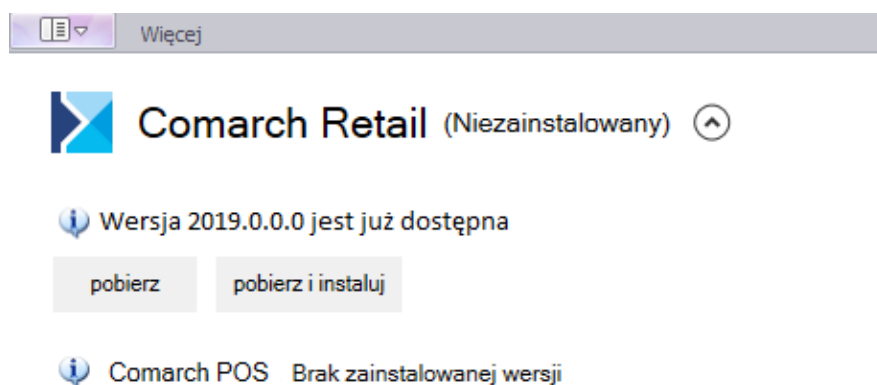 Więcej
Comarch Retail (Niezainstalowany)
Wersja 2019.0.0.0 jest już dostępna
pobierz pobierz i instaluj
Comarch POS Brak zainstalowanej wersji